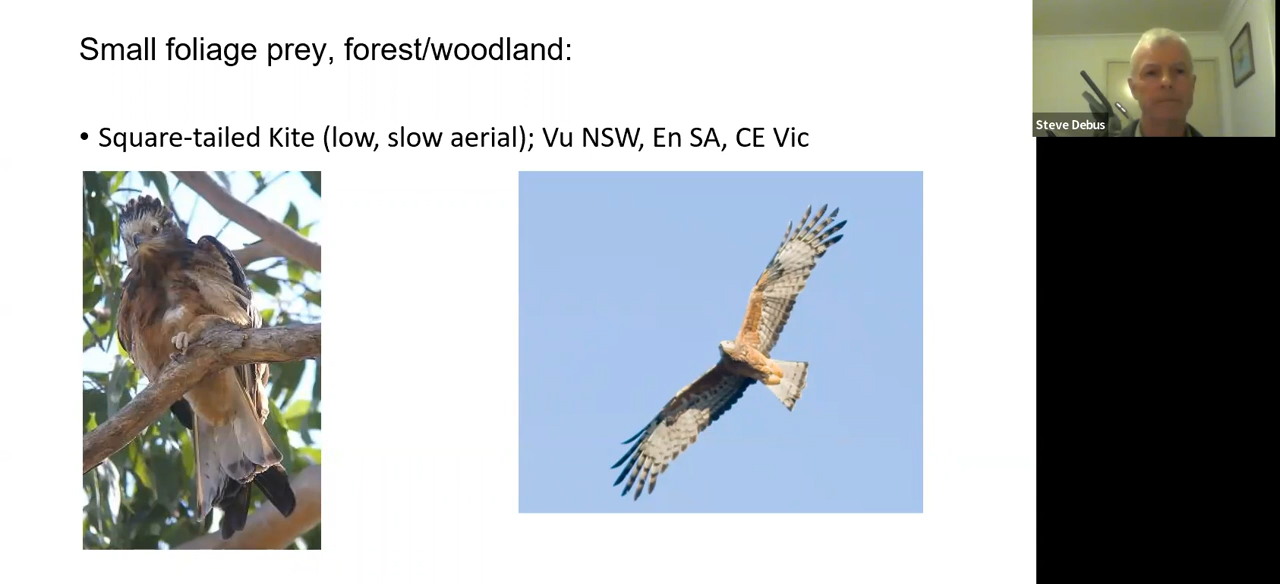 Small foliage prey, forest/woodland:
• Square-tailed Kite (low, slow aerial); Vu NSW, En SA, CE Vic
Steve Debus